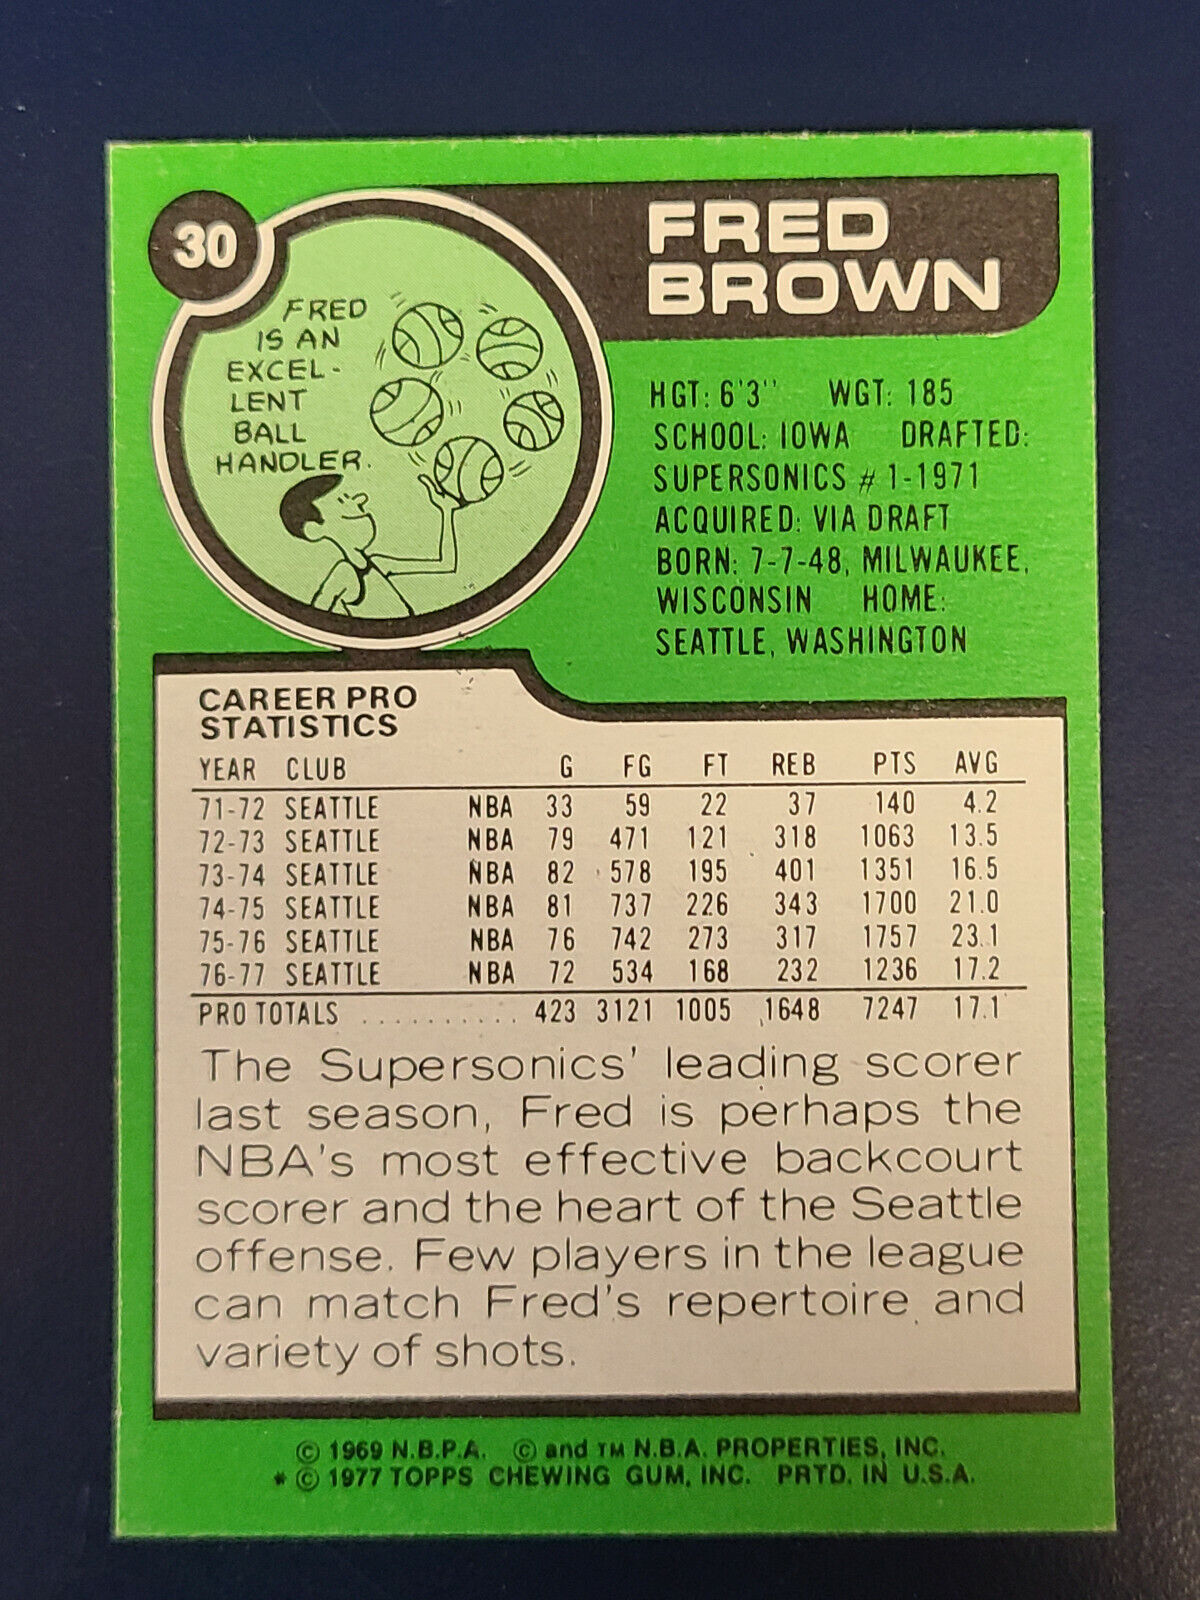 30
FRED
BROWN
FRED
IS AN
EXCEL-
LENT
BALL
HANDLER.
HGT: 6'3" WGT: 185
SCHOOL: IOWA DRAFTED:
SUPERSONICS # 1-1971
ACQUIRED: VIA DRAFT
BORN: 7-7-48, MILWAUKEE,
WISCONSIN HOME:
SEATTLE, WASHINGTON
CAREER PRO
STATISTICS
YEAR CLUB G FG FT REB PTS AVG
71-72 SEATTLE NBA 33 59 22 37 140 4.2
72-73 SEATTLE NBA 79 471 121 318 1063 13.5
73-74 SEATTLE NBA 82 578 195 401 1351 16.5
74-75 SEATTLE NBA 81 737 226 343 1700 21.0
75-76 SEATTLE NBA 76 742 273 317 1757 23.1
76-77 SEATTLE NBA 72 534 168 232 1236 17.2
PRO TOTALS .......... 423 3121 1005 1648 7247 17.1
The Supersonics' leading scorer
last season, Fred is perhaps the
NBA's most effective backcourt
scorer and the heart of the Seattle
offense. Few players in the league
can match Fred's repertoire and
variety of shots.
© 1969 N.B.P.A. © and TM N.B.A. PROPERTIES, INC.
* © 1977 TOPPS CHEWING GUM, INC. PRTD. IN U.S.A.